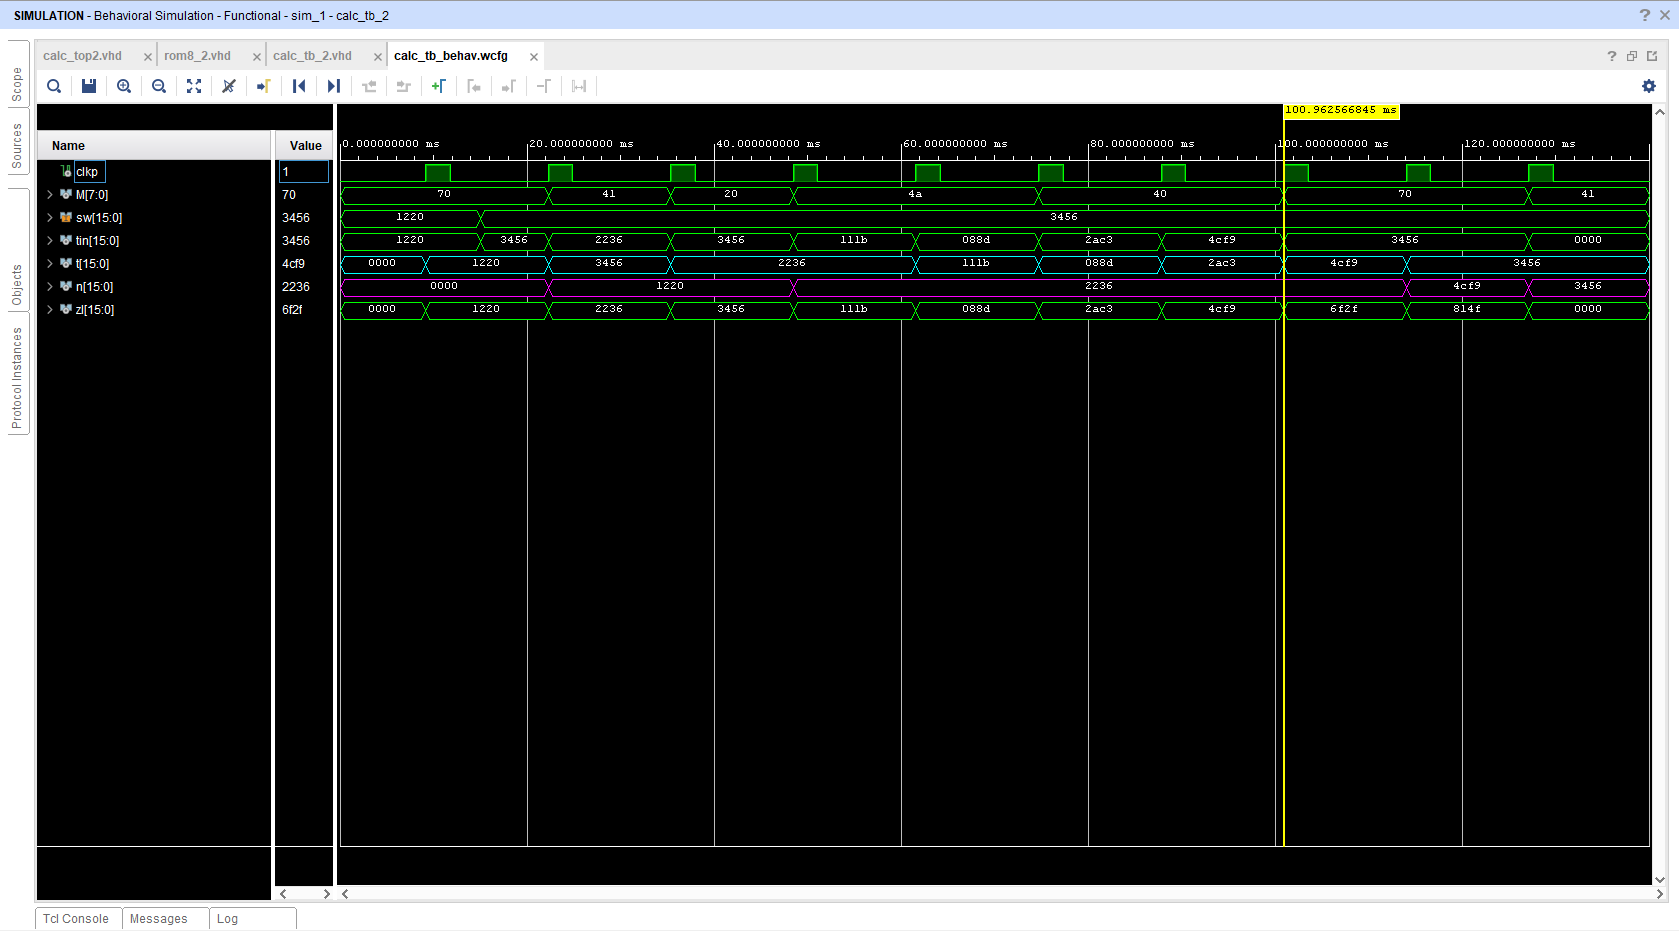 SIMULATION - Behavioral Simulation - Functional - sim_1 - calc_tb_2
calc_top2.vhd rom8_2.vhd calc_tb_2.vhd calc_tb_behav.wcfg
Scope
Sources
Objects
Protocol Instances
100.962566845 ms
Name Value 0.000000000 ms 20.000000000 ms 40.000000000 ms 60.000000000 ms 80.000000000 ms 100.000000000 ms 120.000000000 ms
clkp 1
M[7:0] 70 70 41 20 4a 40 70 41
sw[15:0] 3456 1220 3456
tin[15:0] 3456 1220 3456 2236 3456 111b 088d 2ac3 4cf9 3456 0000
t[15:0] 4cf9 0000 1220 3456 2236 111b 088d 2ac3 4cf9 3456
n[15:0] 2236 0000 1220 2236 4cf9 3456
zl[15:0] 6f2f 0000 1220 2236 3456 111b 088d 2ac3 4cf9 6f2f 814f 0000
Tcl Console Messages Log